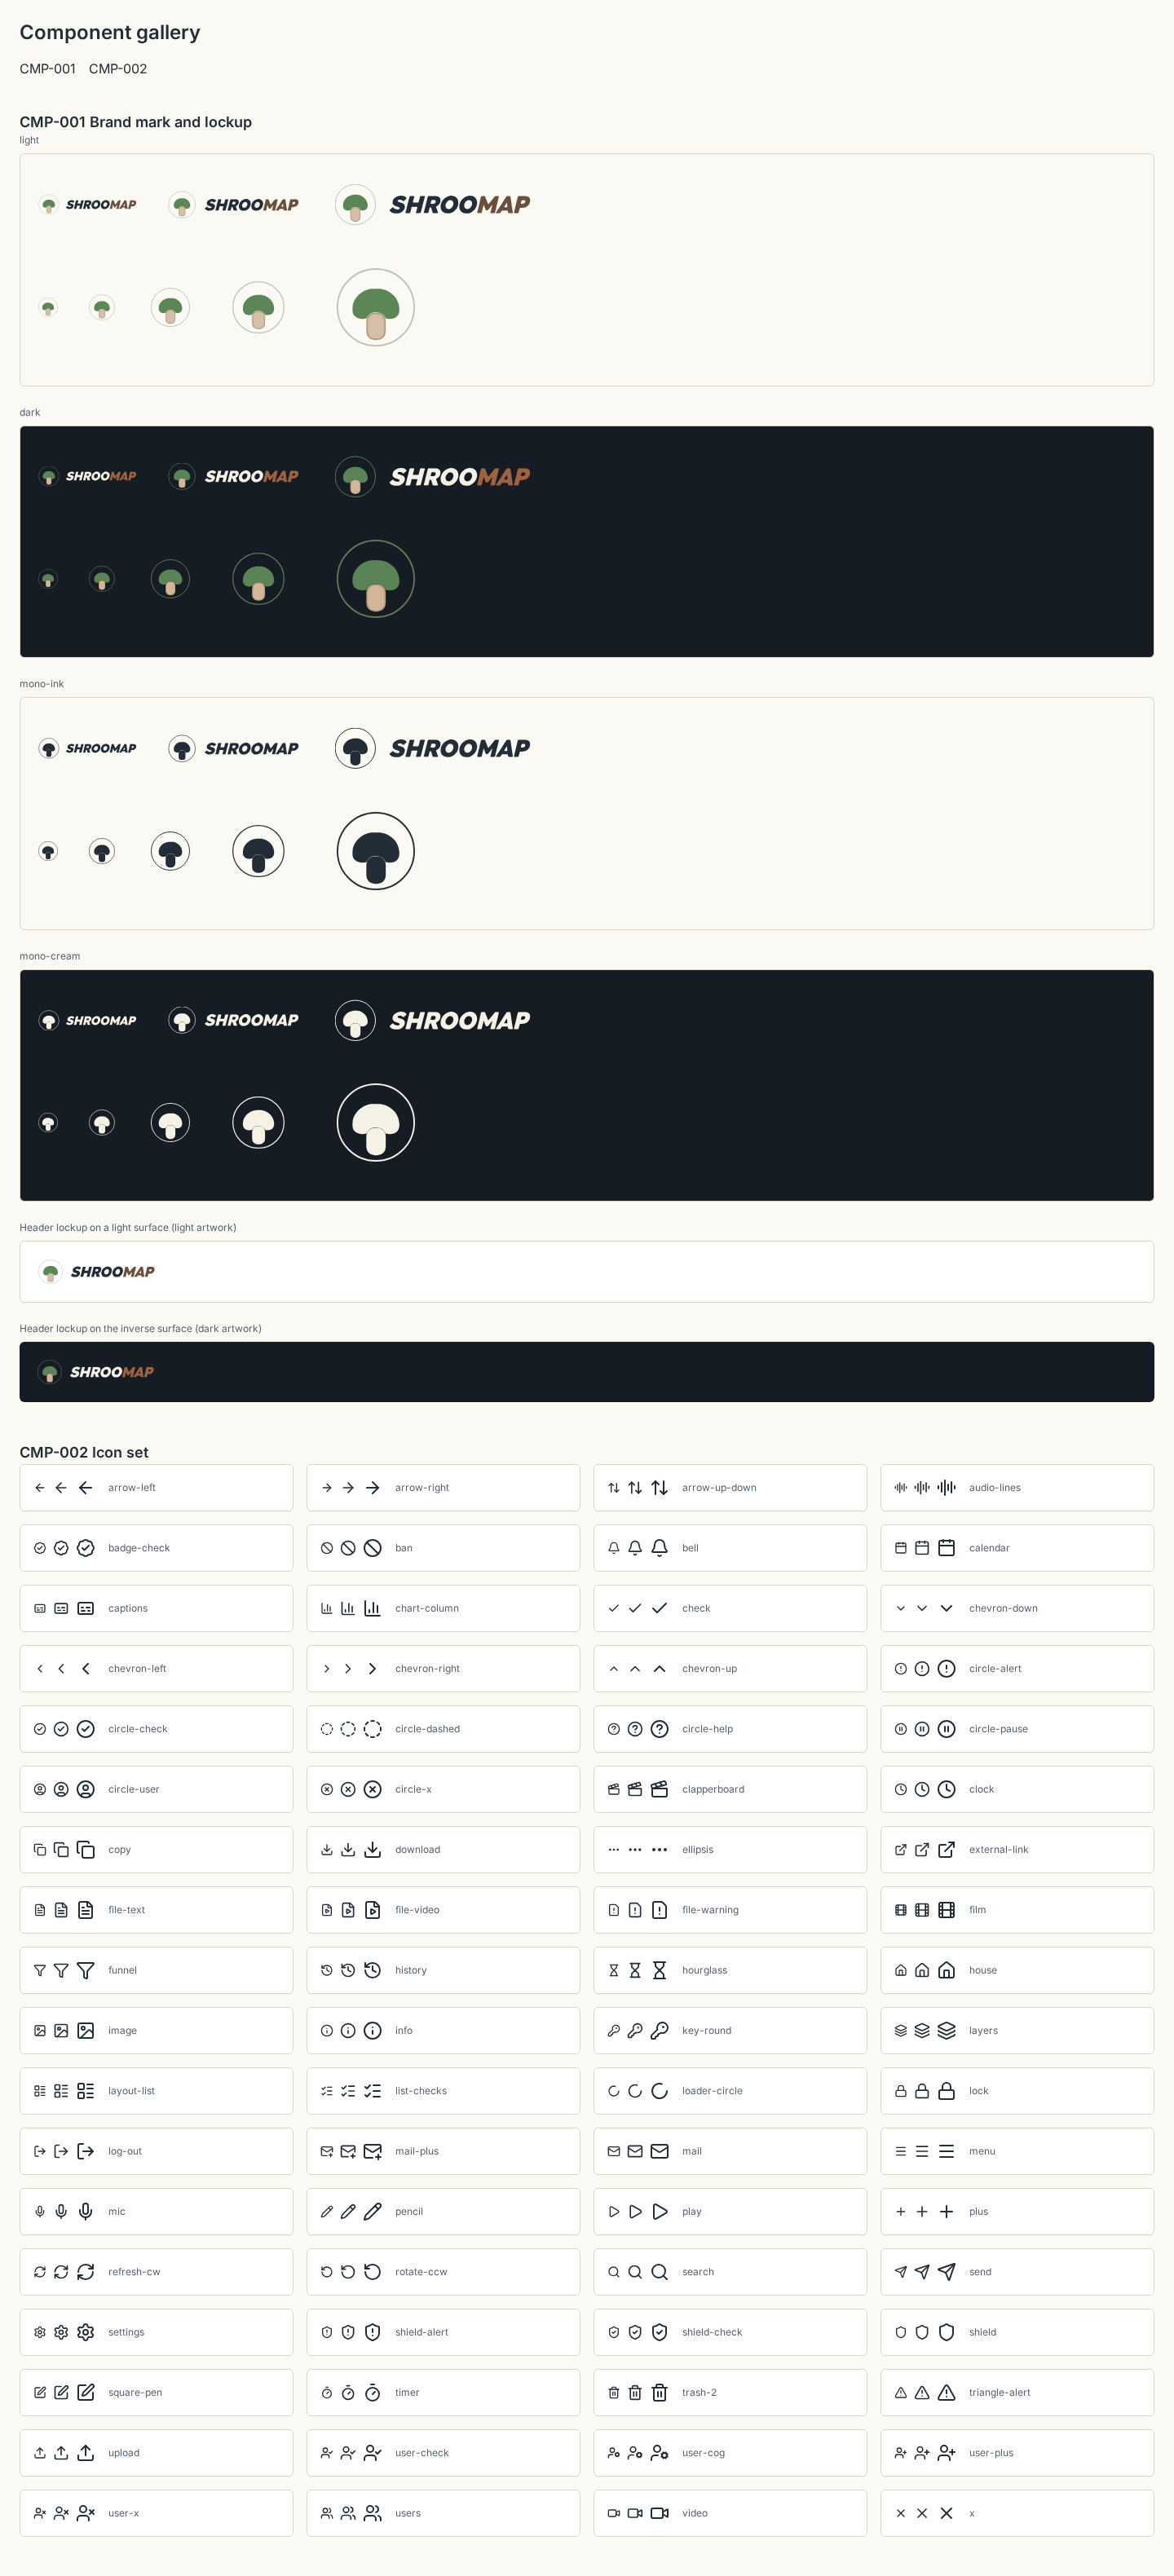 Component gallery
CMP-001 CMP-002
CMP-001 Brand mark and lockup
light
SHROOMAP SHROOMAP SHROOMAP
dark
SHROOMAP SHROOMAP SHROOMAP
mono-ink
SHROOMAP SHROOMAP SHROOMAP
mono-cream
SHROOMAP SHROOMAP SHROOMAP
Header lockup on a light surface (light artwork)
SHROOMAP
Header lockup on the inverse surface (dark artwork)
SHROOMAP
CMP-002 Icon set
arrow-left arrow-right arrow-up-down audio-lines
badge-check ban bell calendar
captions chart-column check chevron-down
chevron-left chevron-right chevron-up circle-alert
circle-check circle-dashed circle-help circle-pause
circle-user circle-x clapperboard clock
copy download ellipsis external-link
file-text file-video file-warning film
funnel history hourglass house
image info key-round layers
layout-list list-checks loader-circle lock
log-out mail-plus mail menu
mic pencil play plus
refresh-cw rotate-ccw search send
settings shield-alert shield-check shield
square-pen timer trash-2 triangle-alert
upload user-check user-cog user-plus
user-x users video x